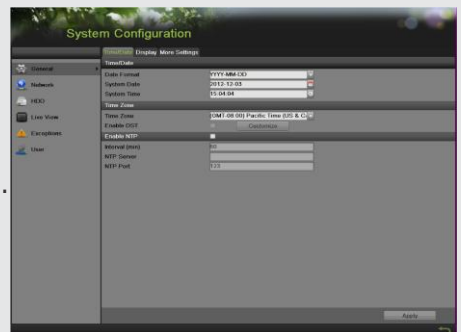 System Configuration
Time/Date Display More Settings
General
Network
HDD
Live View
Exceptions
User
Time/Date
Date Format YYYY-MM-DD
System Date 2012-12-03
System Time 15:04:04
Time Zone
Time Zone (GMT-08:00) Pacific Time (US & C
Enable DST Customize
Enable NTP
Interval (min) 60
NTP Server
NTP Port 123
Apply